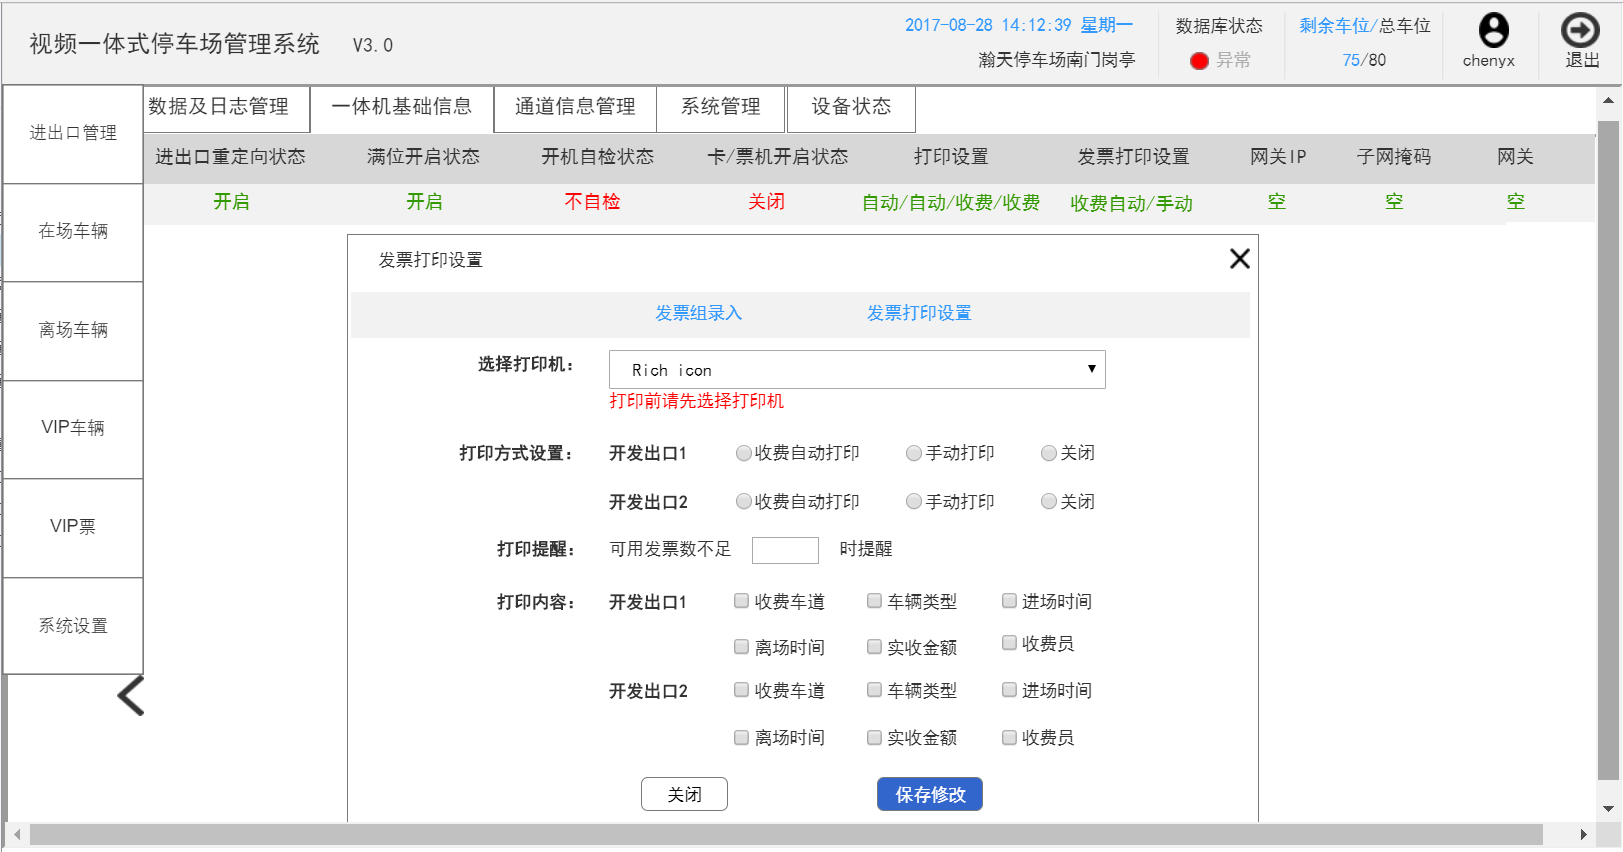 视频一体式停车场管理系统 V3.0
2017-08-28 14:12:39 星期一
瀚天停车场南门岗亭
数据库状态
异常
剩余车位/总车位
75/80
chenyx
退出
进出口管理
在场车辆
离场车辆
VIP车辆
VIP票
系统设置
数据及日志管理 一体机基础信息 通道信息管理 系统管理 设备状态
进出口重定向状态 满位开启状态 开机自检状态 卡/票机开启状态 打印设置 发票打印设置 网关IP 子网掩码 网关
开启 开启 不自检 关闭 自动/自动/收费/收费 收费自动/手动 空 空 空
发票打印设置
发票组录入 发票打印设置
选择打印机： Rich icon
打印前请先选择打印机
打印方式设置： 开发出口1 收费自动打印 手动打印 关闭
开发出口2 收费自动打印 手动打印 关闭
打印提醒： 可用发票数不足 时提醒
打印内容： 开发出口1 收费车道 车辆类型 进场时间
离场时间 实收金额 收费员
开发出口2 收费车道 车辆类型 进场时间
离场时间 实收金额 收费员
关闭 保存修改